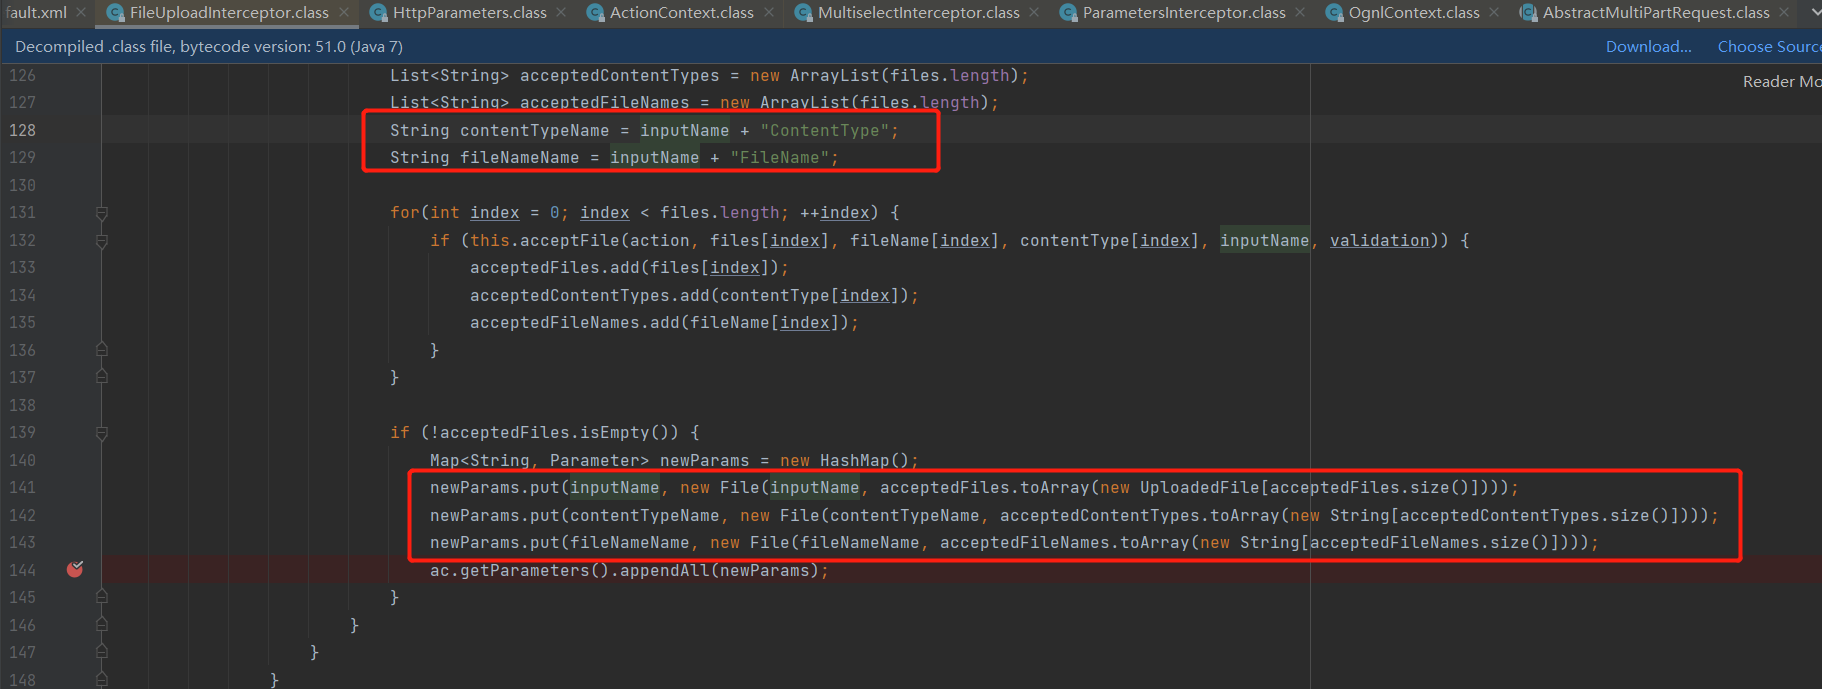 fault.xml FileUploadInterceptor.class HttpParameters.class ActionContext.class MultiselectInterceptor.class ParametersInterceptor.class OgnlContext.class AbstractMultiPartRequest.class
Decompiled .class file, bytecode version: 51.0 (Java 7) Download... Choose Source
Reader Mo
126 List<String> acceptedContentTypes = new ArrayList(files.length);
127 List<String> acceptedFileNames = new ArrayList(files.length);
128 String contentTypeName = inputName + "ContentType";
129 String fileNameName = inputName + "FileName";
130
131 for(int index = 0; index < files.length; ++index) {
132 if (this.acceptFile(action, files[index], fileName[index], contentType[index], inputName, validation)) {
133 acceptedFiles.add(files[index]);
134 acceptedContentTypes.add(contentType[index]);
135 acceptedFileNames.add(fileName[index]);
136 }
137 }
138
139 if (!acceptedFiles.isEmpty()) {
140 Map<String, Parameter> newParams = new HashMap();
141 newParams.put(inputName, new File(inputName, acceptedFiles.toArray(new UploadedFile[acceptedFiles.size()])));
142 newParams.put(contentTypeName, new File(contentTypeName, acceptedContentTypes.toArray(new String[acceptedContentTypes.size()])));
143 newParams.put(fileNameName, new File(fileNameName, acceptedFileNames.toArray(new String[acceptedFileNames.size()])));
144 ac.getParameters().appendAll(newParams);
145 }
146 }
147 }
148 }